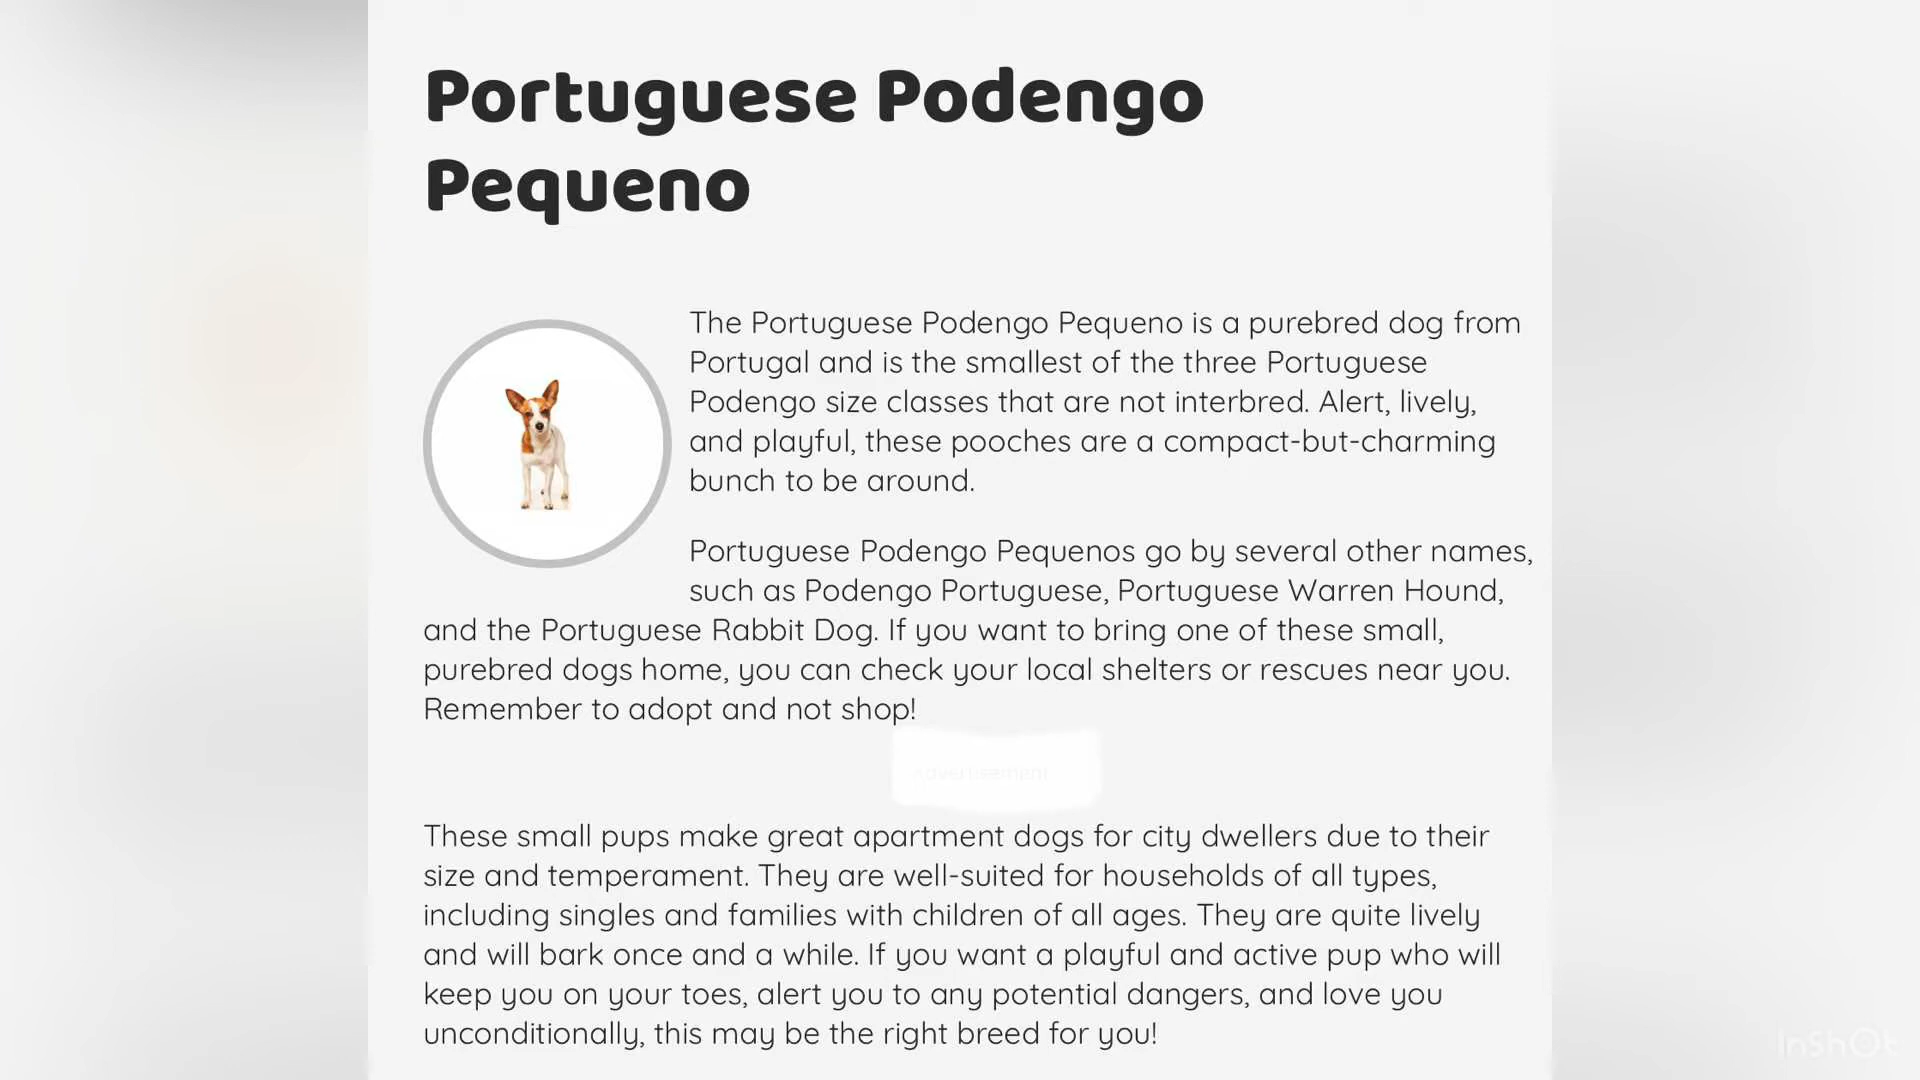 Portuguese Podengo
Pequeno
The Portuguese Podengo Pequeno is a purebred dog from
Portugal and is the smallest of the three Portuguese
Podengo size classes that are not interbred. Alert, lively,
and playful, these pooches are a compact-but-charming
bunch to be around.
Portuguese Podengo Pequenos go by several other names,
such as Podengo Portuguese, Portuguese Warren Hound,
and the Portuguese Rabbit Dog. If you want to bring one of these small,
purebred dogs home, you can check your local shelters or rescues near you.
Remember to adopt and not shop!
Advertisement
These small pups make great apartment dogs for city dwellers due to their
size and temperament. They are well-suited for households of all types,
including singles and families with children of all ages. They are quite lively
and will bark once and a while. If you want a playful and active pup who will
keep you on your toes, alert you to any potential dangers, and love you
unconditionally, this may be the right breed for you!
InShOt